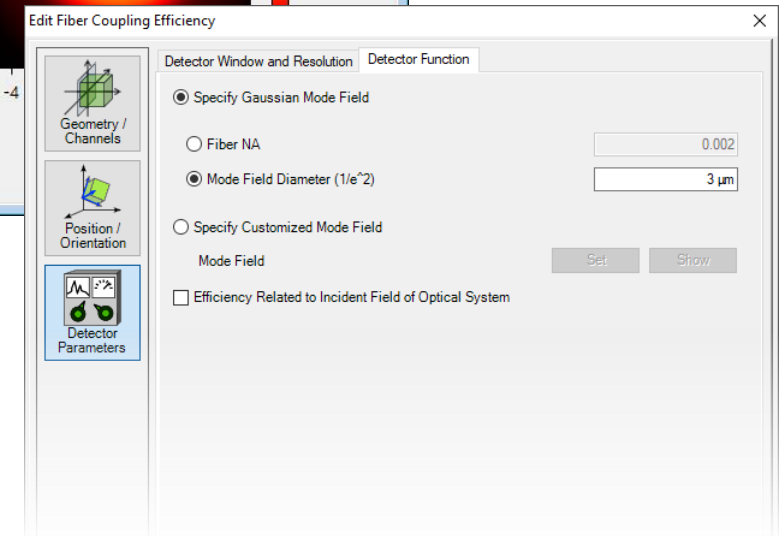 Edit Fiber Coupling Efficiency
-4
Detector Window and Resolution
Detector Function
Geometry /
Channels
Position /
Orientation
Detector
Parameters
Specify Gaussian Mode Field
Fiber NA
0.002
Mode Field Diameter (1/e^2)
3 µm
Specify Customized Mode Field
Mode Field
Set
Show
Efficiency Related to Incident Field of Optical System